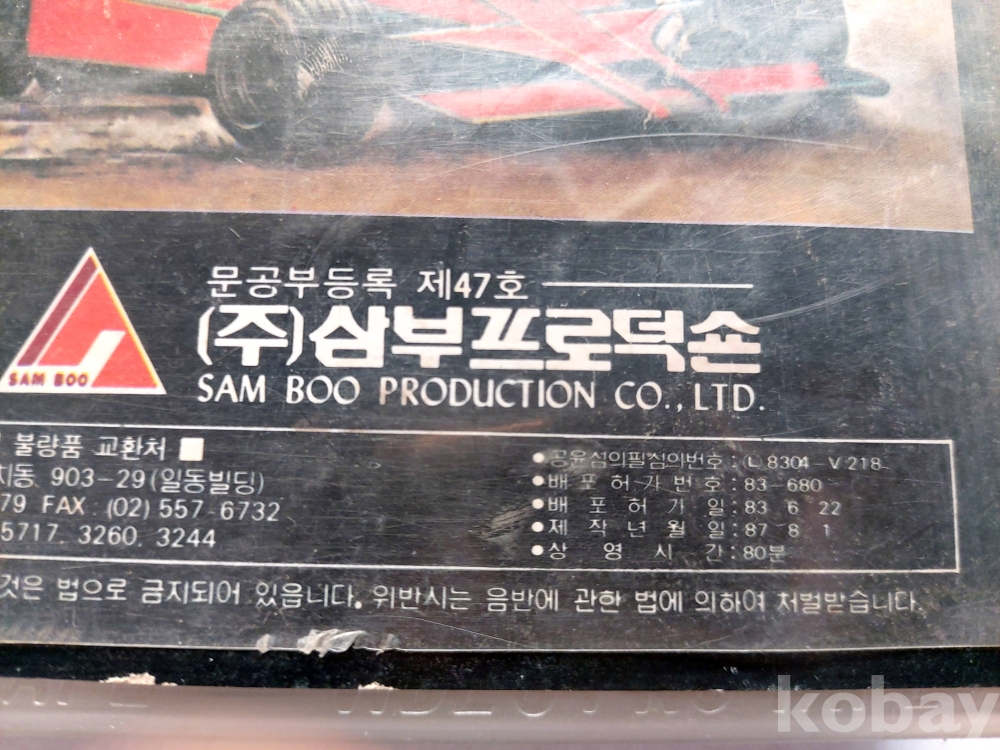 문공부등록 제47호
(주)삼부프로덕숀
SAM BOO PRODUCTION CO., LTD.
SAM BOO
불량품 교환처 ■
치동 903-29 (일동빌딩)
79 FAX : (02) 557-6732
5717. 3260. 3244
•공윤심의필심의번호 : (L 8304-V-218
•배포허가번호 : 83-680
•배포허가일 : 83. 6. 22
•제작년월일 : 87. 8. 1
•상영시간 : 80분
것은 법으로 금지되어 있읍니다. 위반시는 음반에 관한 법에 의하여 처벌받습니다.
kobay